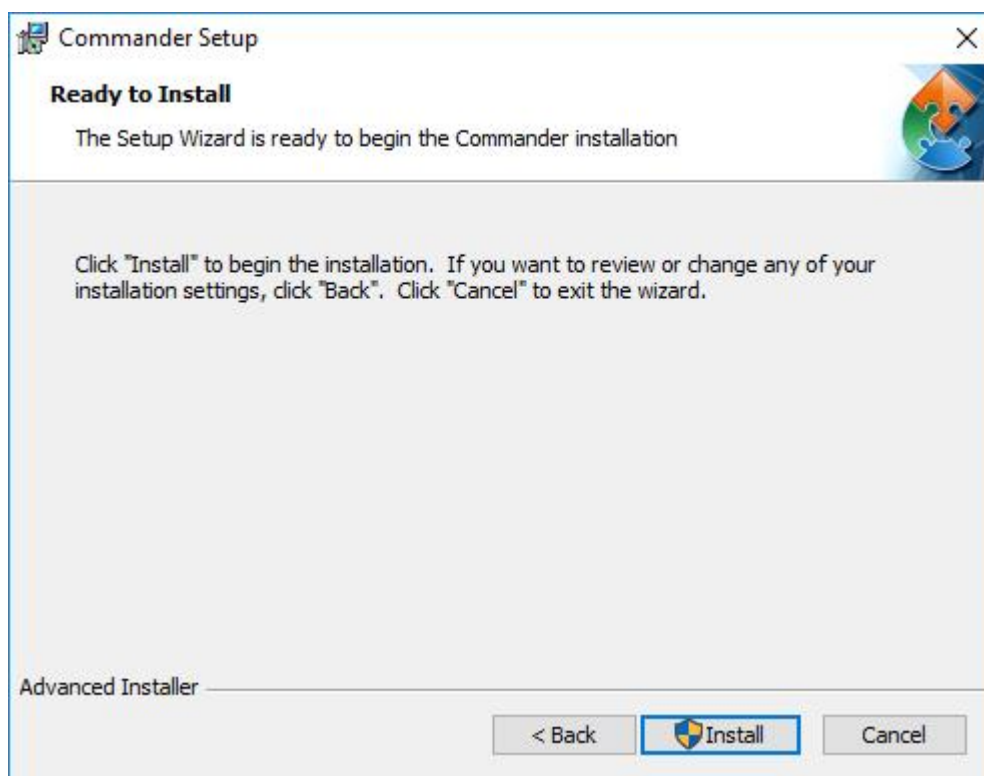 Commander Setup
Ready to Install
The Setup Wizard is ready to begin the Commander installation
Click "Install" to begin the installation.  If you want to review or change any of your
installation settings, click "Back".  Click "Cancel" to exit the wizard.
Advanced Installer
< Back
Install
Cancel